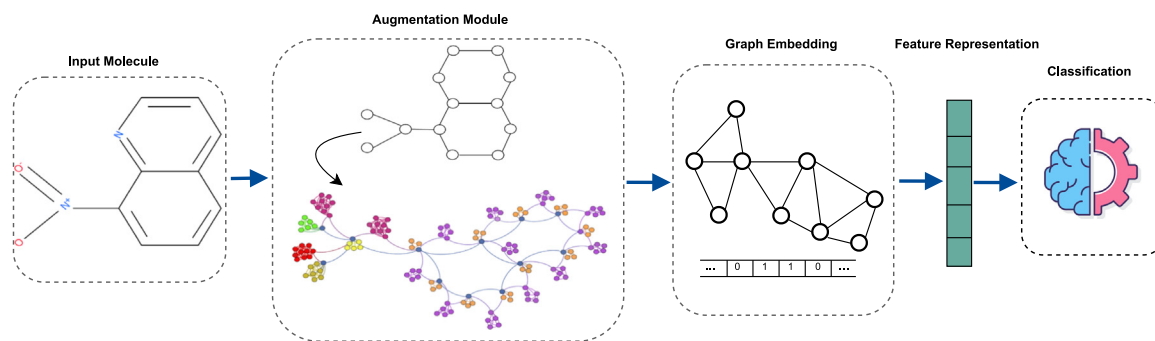 Augmentation Module
Graph Embedding
Feature Representation
Input Molecule
Classification
N
O
N+
O
... 0 1 1 0 ...